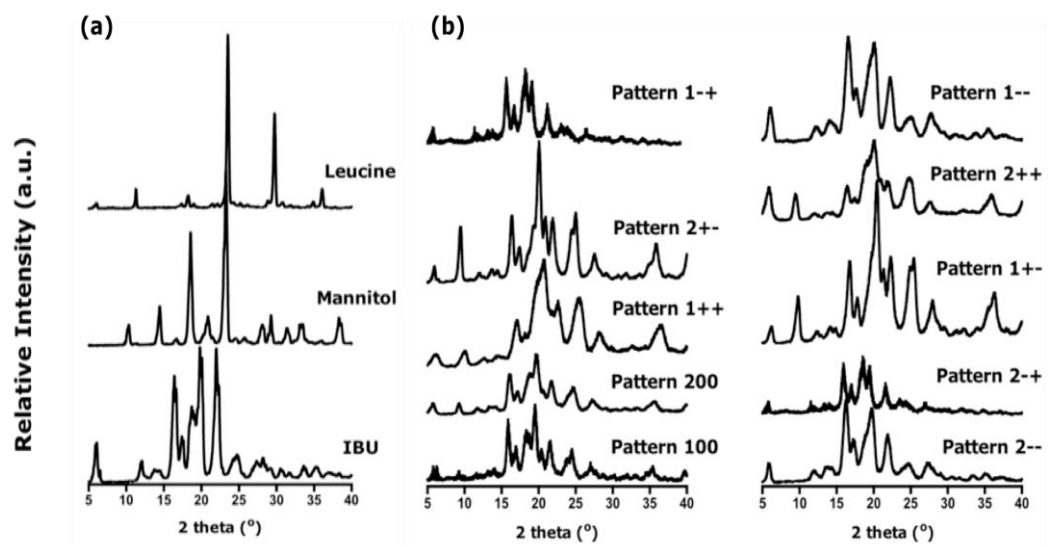 (a)
Relative Intensity (a.u.)
Leucine
Mannitol
IBU
5 10 15 20 25 30 35 40
2 theta (°)
(b)
Pattern 1-+
Pattern 2+-
Pattern 1++
Pattern 200
Pattern 100
5 10 15 20 25 30 35 40
2 theta (°)
Pattern 1--
Pattern 2++
Pattern 1+-
Pattern 2-+
Pattern 2--
5 10 15 20 25 30 35 40
2 theta (°)